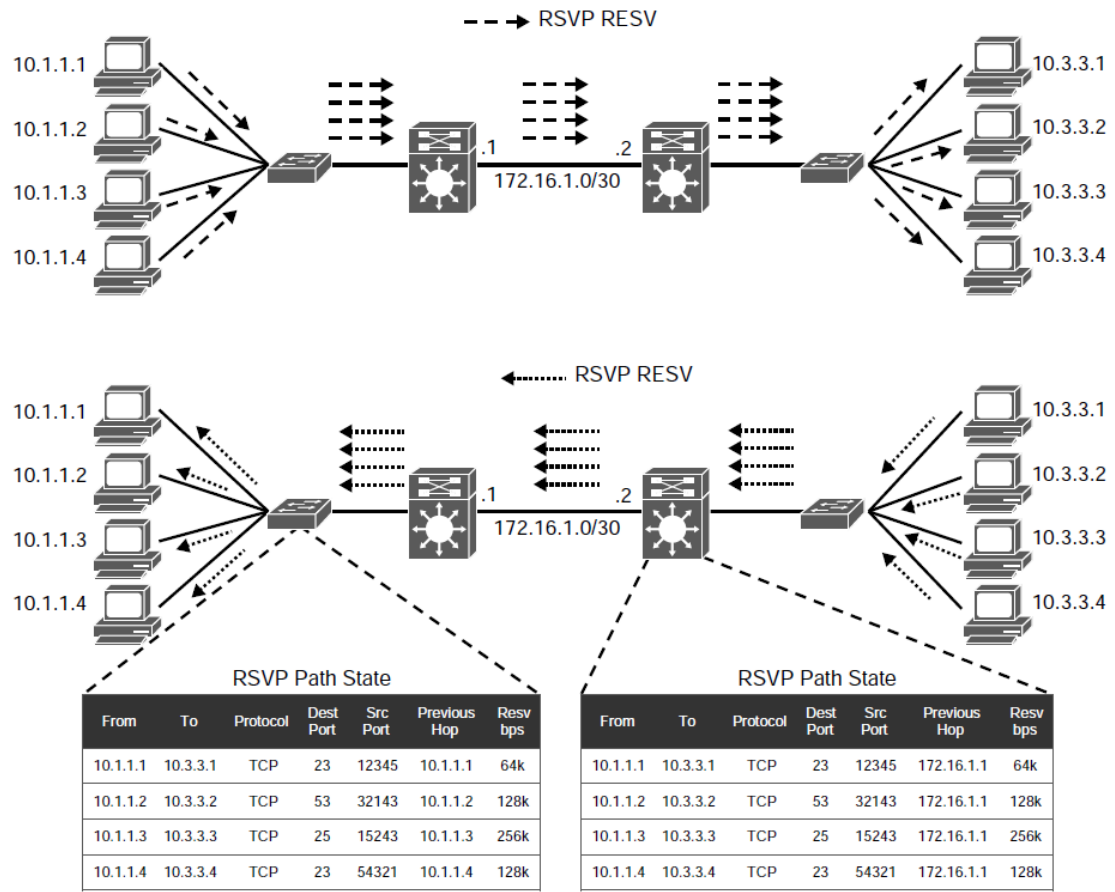 RSVP RESV
10.1.1.1
10.1.1.2
10.1.1.3
10.1.1.4
.1
.2
172.16.1.0/30
10.3.3.1
10.3.3.2
10.3.3.3
10.3.3.4
RSVP RESV
10.1.1.1
10.1.1.2
10.1.1.3
10.1.1.4
.1
.2
172.16.1.0/30
10.3.3.1
10.3.3.2
10.3.3.3
10.3.3.4
RSVP Path State
From To Protocol Dest Port Src Port Previous Hop Resv bps
10.1.1.1 10.3.3.1 TCP 23 12345 10.1.1.1 64k
10.1.1.2 10.3.3.2 TCP 53 32143 10.1.1.2 128k
10.1.1.3 10.3.3.3 TCP 25 15243 10.1.1.3 256k
10.1.1.4 10.3.3.4 TCP 23 54321 10.1.1.4 128k
RSVP Path State
From To Protocol Dest Port Src Port Previous Hop Resv bps
10.1.1.1 10.3.3.1 TCP 23 12345 172.16.1.1 64k
10.1.1.2 10.3.3.2 TCP 53 32143 172.16.1.1 128k
10.1.1.3 10.3.3.3 TCP 25 15243 172.16.1.1 256k
10.1.1.4 10.3.3.4 TCP 23 54321 172.16.1.1 128k